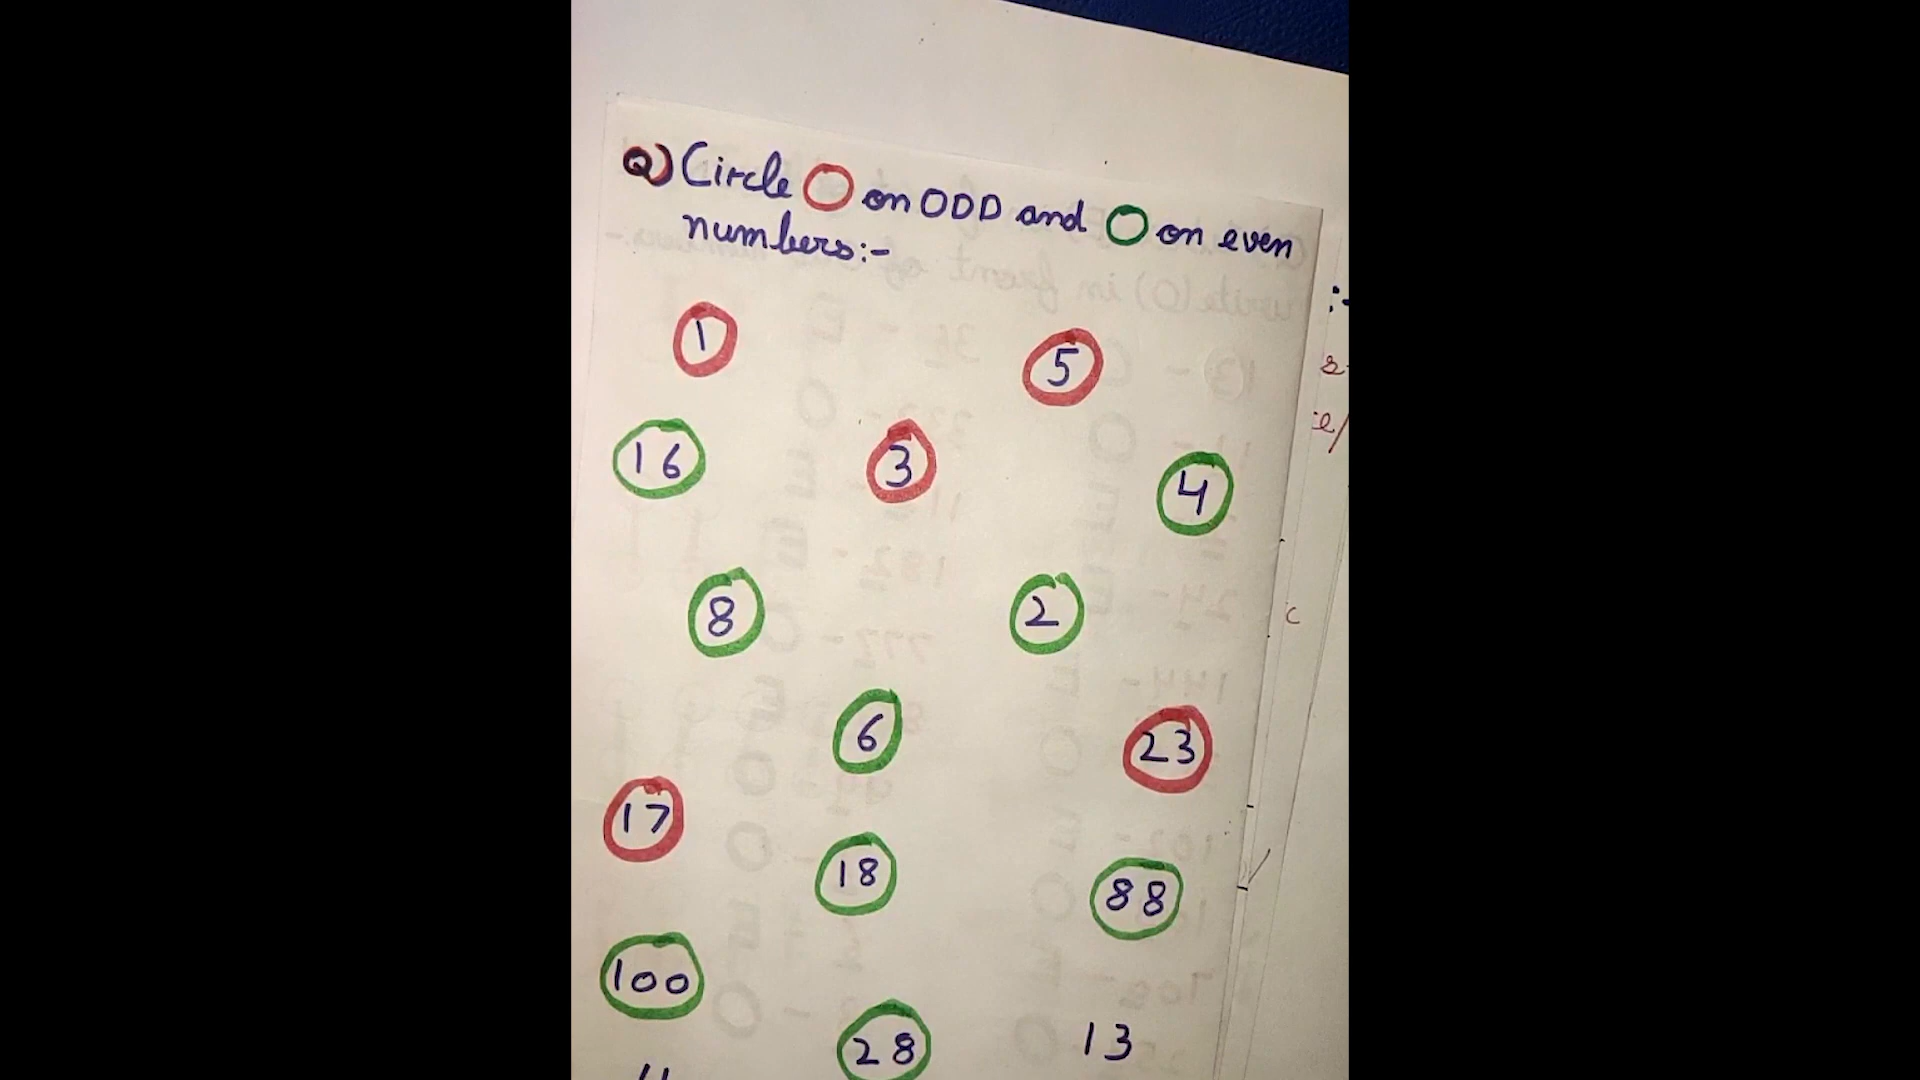 Q) Circle O on ODD and O on even
numbers:-
1 5
16 3 4
8 2
6 23
17
18 88
100
28 13